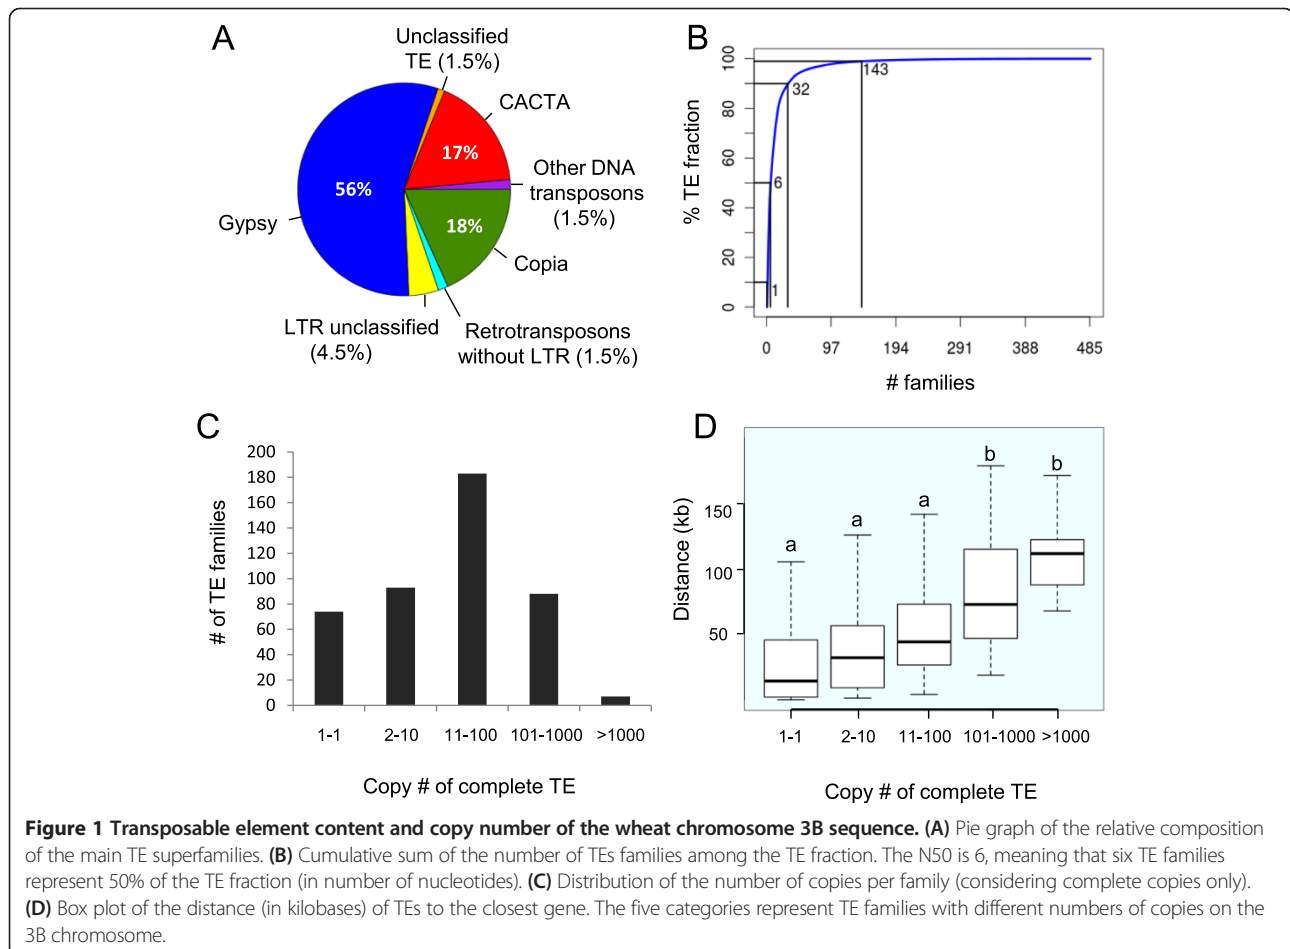 A
Unclassified
TE (1.5%)
CACTA
17%
Other DNA
transposons
(1.5%)
56%
18%
Gypsy
Copia
LTR unclassified
(4.5%)
Retrotransposons
without LTR (1.5%)
B
% TE fraction
100
80
60
40
20
0
143
32
6
1
0 97 194 291 388 485
# families
C
# of TE families
200
180
160
140
120
100
80
60
40
20
0
1-1 2-10 11-100 101-1000 >1000
Copy # of complete TE
D
Distance (kb)
150
100
50
a a a b b
1-1 2-10 11-100 101-1000 >1000
Copy # of complete TE
Figure 1 Transposable element content and copy number of the wheat chromosome 3B sequence. (A) Pie graph of the relative composition
of the main TE superfamilies. (B) Cumulative sum of the number of TEs families among the TE fraction. The N50 is 6, meaning that six TE families
represent 50% of the TE fraction (in number of nucleotides). (C) Distribution of the number of copies per family (considering complete copies only).
(D) Box plot of the distance (in kilobases) of TEs to the closest gene. The five categories represent TE families with different numbers of copies on the
3B chromosome.